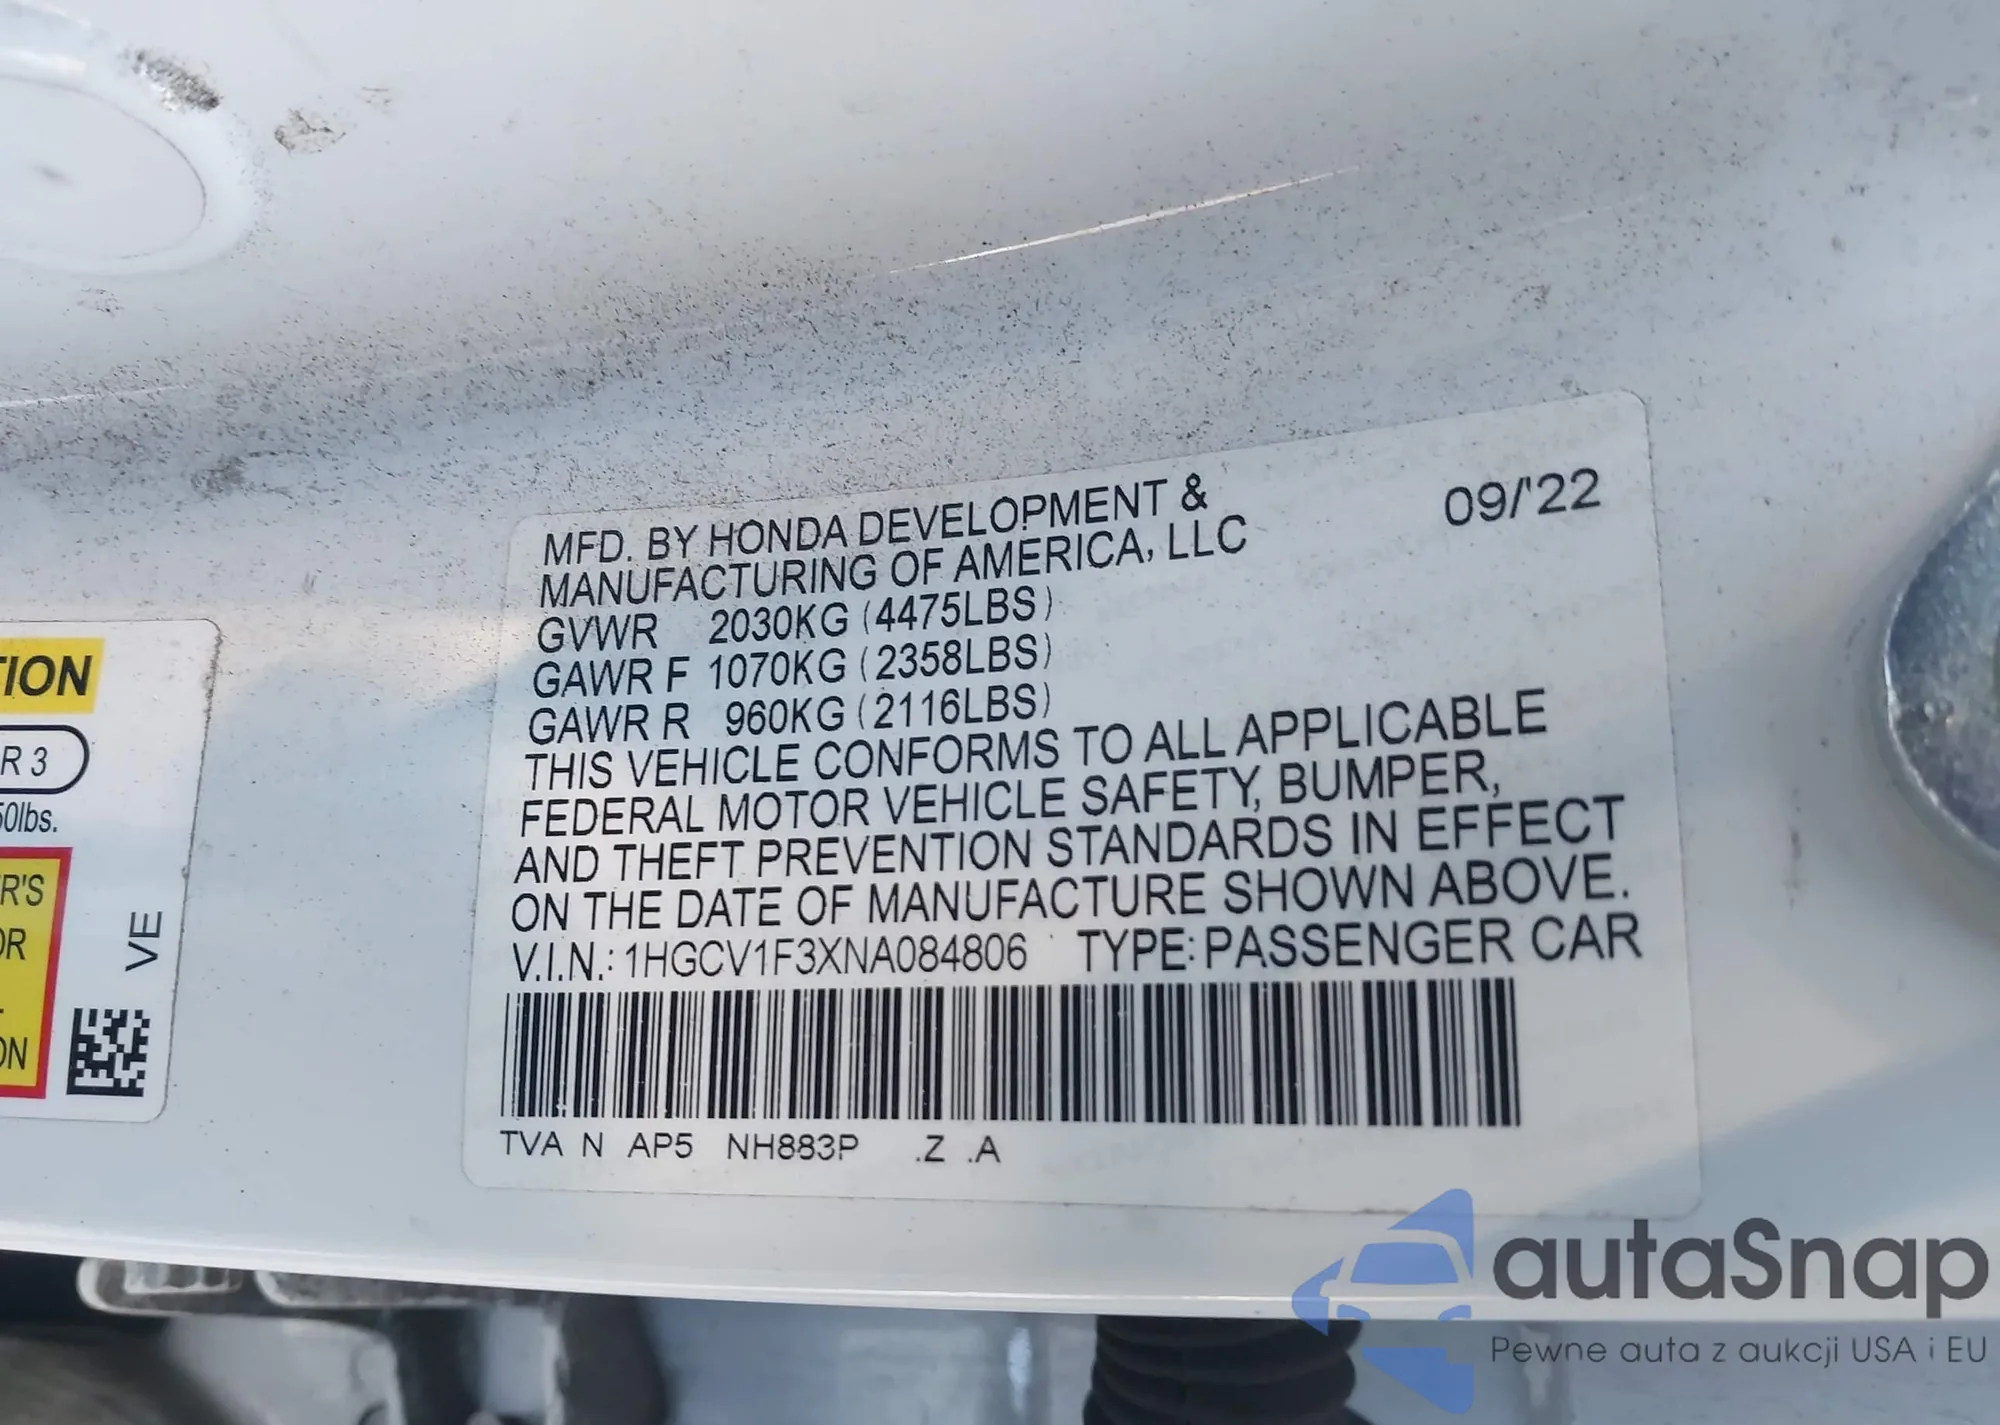 MFD. BY HONDA DEVELOPMENT &
MANUFACTURING OF AMERICA, LLC
09/'22
GVWR 2030KG (4475LBS)
GAWR F 1070KG (2358LBS)
GAWR R 960KG (2116LBS)
THIS VEHICLE CONFORMS TO ALL APPLICABLE
FEDERAL MOTOR VEHICLE SAFETY, BUMPER,
AND THEFT PREVENTION STANDARDS IN EFFECT
ON THE DATE OF MANUFACTURE SHOWN ABOVE.
V.I.N.: 1HGCV1F3XNA084806 TYPE: PASSENGER CAR
TVA N AP5 NH883P .Z .A
TION
R 3
50lbs.
R'S
OR
ON
VE
autaSnap
Pewne auta z aukcji USA i EU